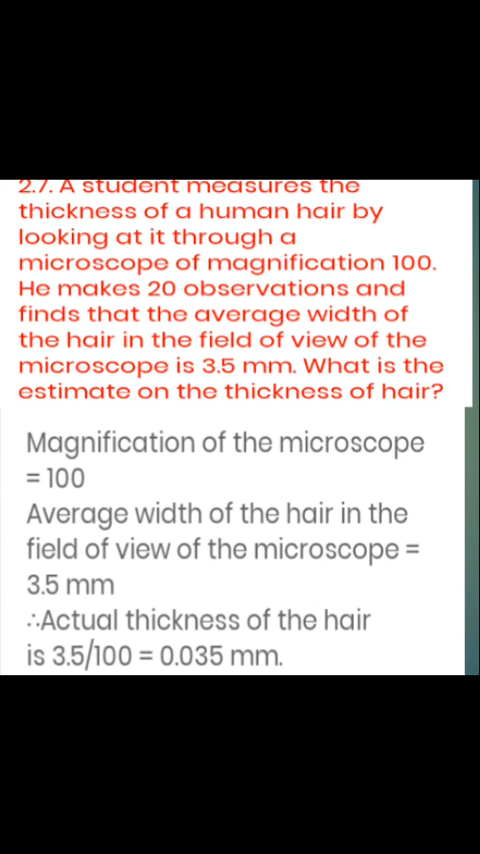 2.7. A student measures the
thickness of a human hair by
looking at it through a
microscope of magnification 100.
He makes 20 observations and
finds that the average width of
the hair in the field of view of the
microscope is 3.5 mm. What is the
estimate on the thickness of hair?
Magnification of the microscope
= 100
Average width of the hair in the
field of view of the microscope =
3.5 mm
∴Actual thickness of the hair
is 3.5/100 = 0.035 mm.